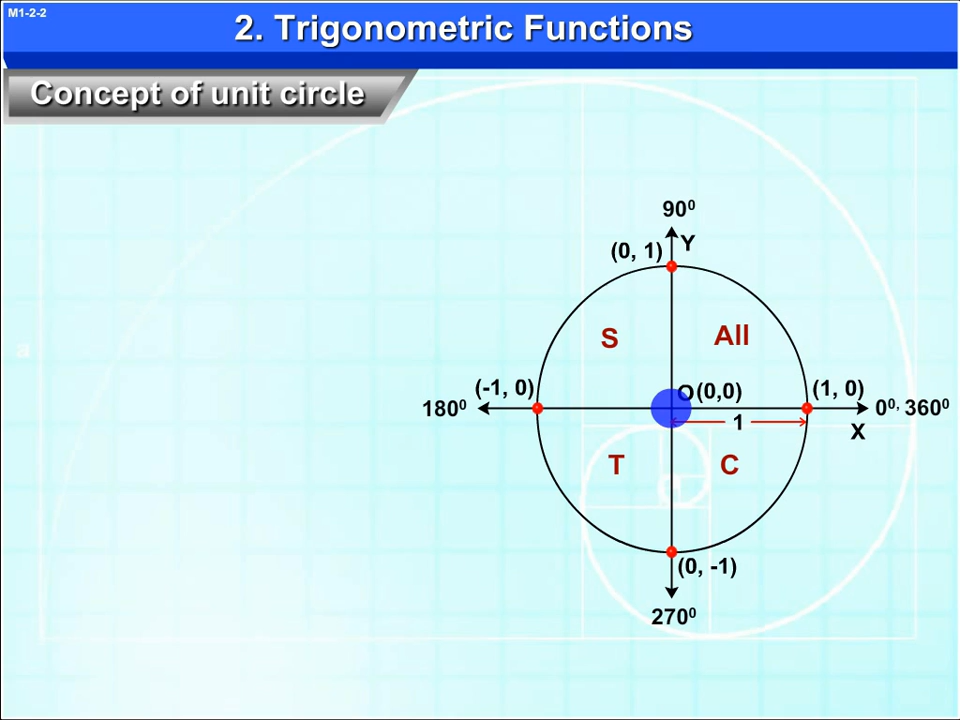 M1-2-2
2. Trigonometric Functions
Concept of unit circle
90⁰
(0, 1) Y
S All
a
(-1, 0) O (0,0) (1, 0)
180⁰ 0⁰, 360⁰
1
X
T C
(0, -1)
270⁰